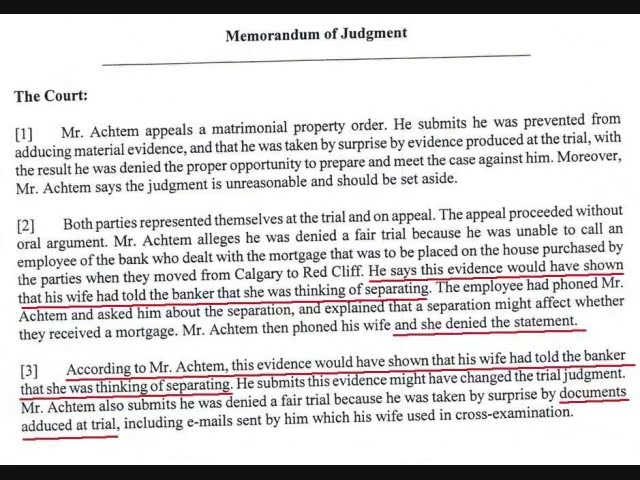 Memorandum of Judgment
The Court:
[1] Mr. Achtem appeals a matrimonial property order. He submits he was prevented from
adducing material evidence, and that he was taken by surprise by evidence produced at the trial, with
the result he was denied the proper opportunity to prepare and meet the case against him. Moreover,
Mr. Achtem says the judgment is unreasonable and should be set aside.
[2] Both parties represented themselves at the trial and on appeal. The appeal proceeded without
oral argument. Mr. Achtem alleges he was denied a fair trial because he was unable to call an
employee of the bank who dealt with the mortgage that was to be placed on the house purchased by
the parties when they moved from Calgary to Red Cliff. He says this evidence would have shown
that his wife had told the banker that she was thinking of separating. The employee had phoned Mr.
Achtem and asked him about the separation, and explained that a separation might affect whether
they received a mortgage. Mr. Achtem then phoned his wife and she denied the statement.
[3] According to Mr. Achtem, this evidence would have shown that his wife had told the banker
that she was thinking of separating. He submits this evidence might have changed the trial judgment.
Mr. Achtem also submits he was denied a fair trial because he was taken by surprise by documents
adduced at trial, including e-mails sent by him which his wife used in cross-examination.